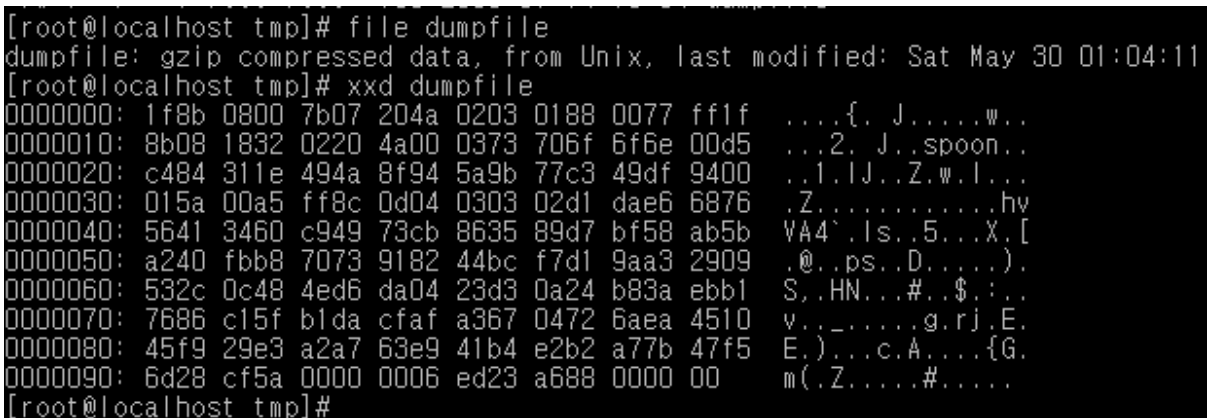 [root@localhost tmp]# file dumpfile
dumpfile: gzip compressed data, from Unix, last modified: Sat May 30 01:04:11
[root@localhost tmp]# xxd dumpfile
0000000: 1f8b 0800 7b07 204a 0203 0188 0077 ff1f  ....{. J.....w..
0000010: 8b08 1832 0220 4a00 0373 706f 6f6e 00d5  ...2. J..spoon..
0000020: c484 311e 494a 8f94 5a9b 77c3 49df 9400  ..1.IJ..Z.w.I...
0000030: 015a 00a5 ff8c 0d04 0303 02d1 dae6 6876  .Z............hv
0000040: 5641 3460 c949 73cb 8635 89d7 bf58 ab5b  VA4`.Is..5...X.[
0000050: a240 fbb8 7073 9182 44bc f7d1 9aa3 2909  .@..ps..D.....).
0000060: 532c 0c48 4ed6 da04 23d3 0a24 b83a ebb1  S,.HN...#..$.:..
0000070: 7686 c15f b1da cfaf a367 0472 6aea 4510  v.._.....g.rj.E.
0000080: 45f9 29e3 a2a7 63e9 41b4 e2b2 a77b 47f5  E.)...c.A....{G.
0000090: 6d28 cf5a 0000 0006 ed23 a688 0000 00  m(.Z.....#.....
[root@localhost tmp]#